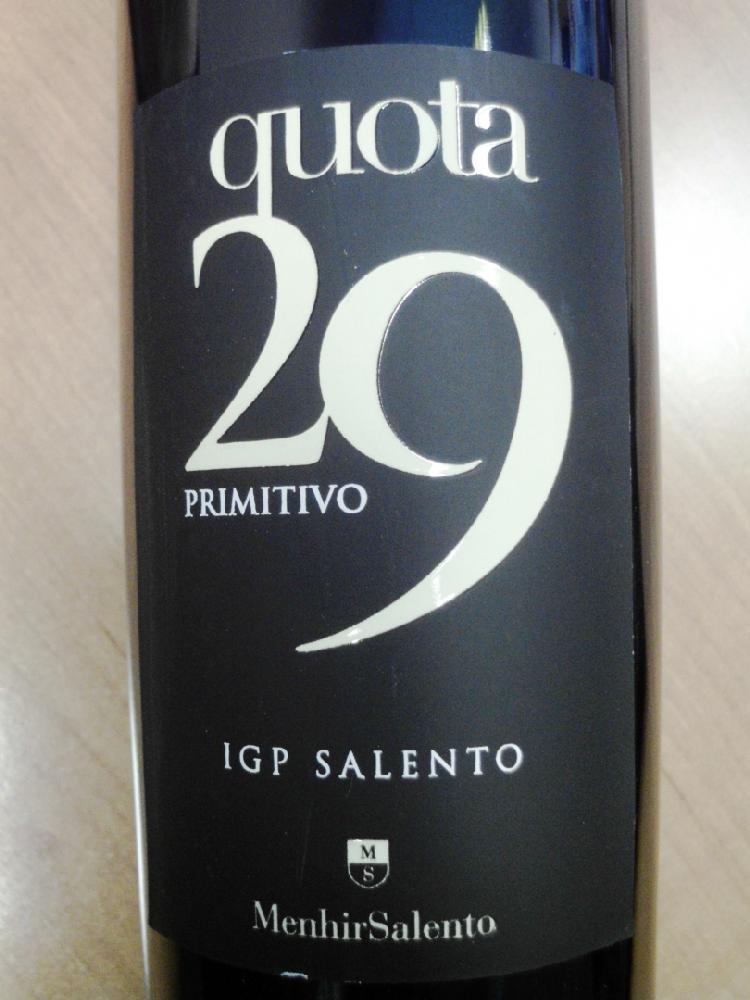 quota
29
PRIMITIVO
IGP SALENTO
M
S
MenhirSalento